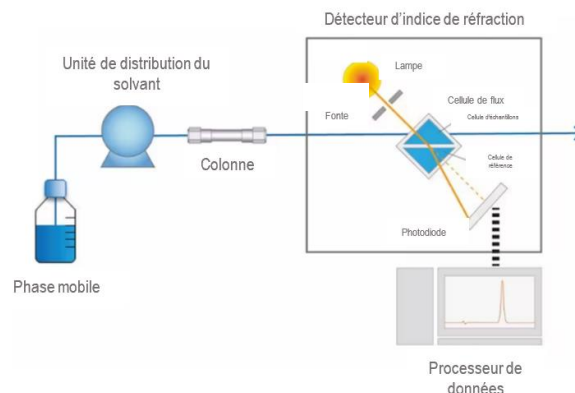 Détecteur d'indice de réfraction
Unité de distribution du
solvant
Lampe
Fonte
Cellule de flux
Cellule d'échantillons
Colonne
Cellule de
référence
Photodiode
Phase mobile
Processeur de
données